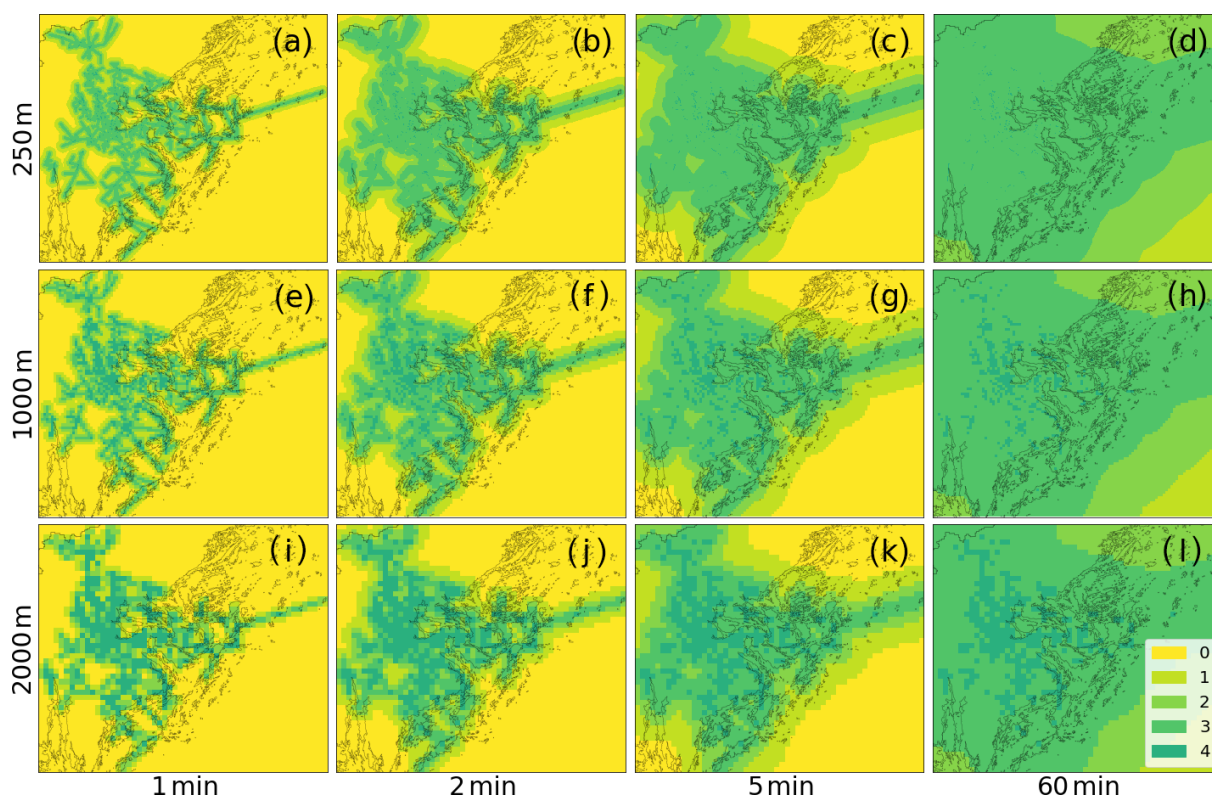 250 m
(a)
(b)
(c)
(d)
1000 m
(e)
(f)
(g)
(h)
2000 m
(i)
(j)
(k)
(l)
0
1
2
3
4
1 min
2 min
5 min
60 min